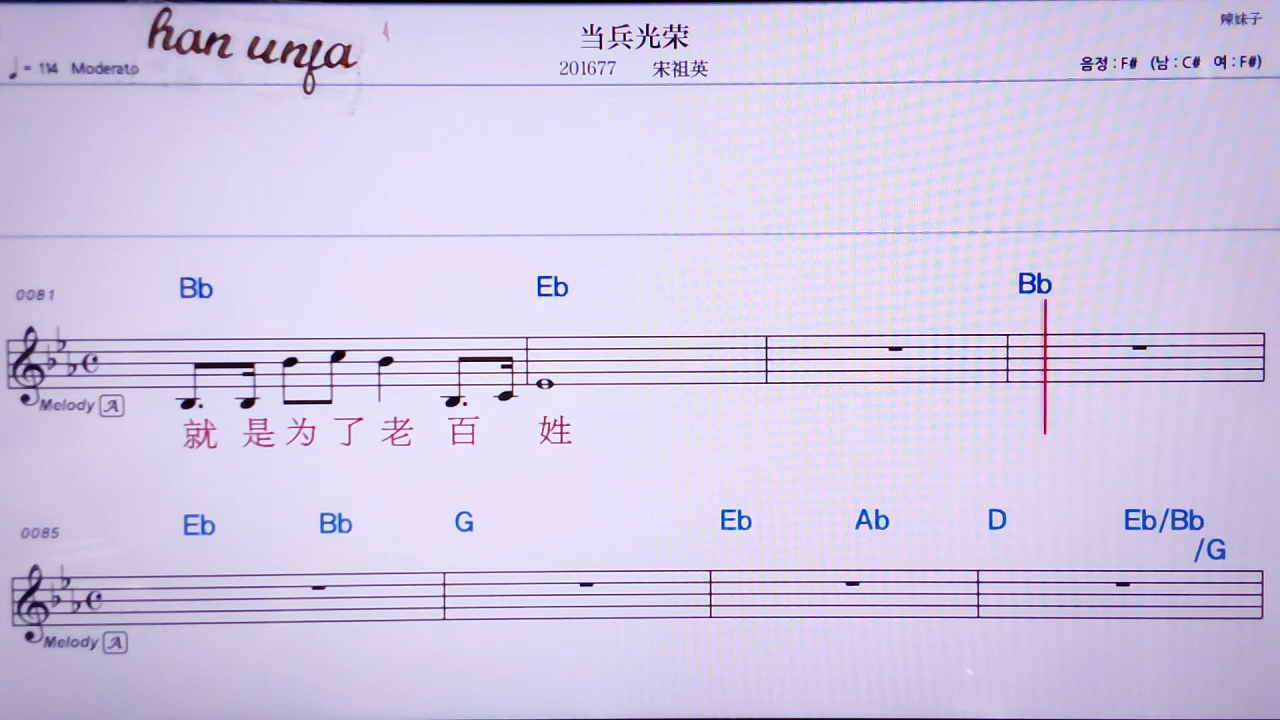 han unfa
当兵光荣
辣妹子
♩= 114 Moderato
201677 宋祖英
음정 : F# (남 : C# 여 : F#)
0081
Bb Eb Bb
Melody A
就是为了老百姓
0085
Eb Bb G Eb Ab D Eb/Bb
/G
Melody A